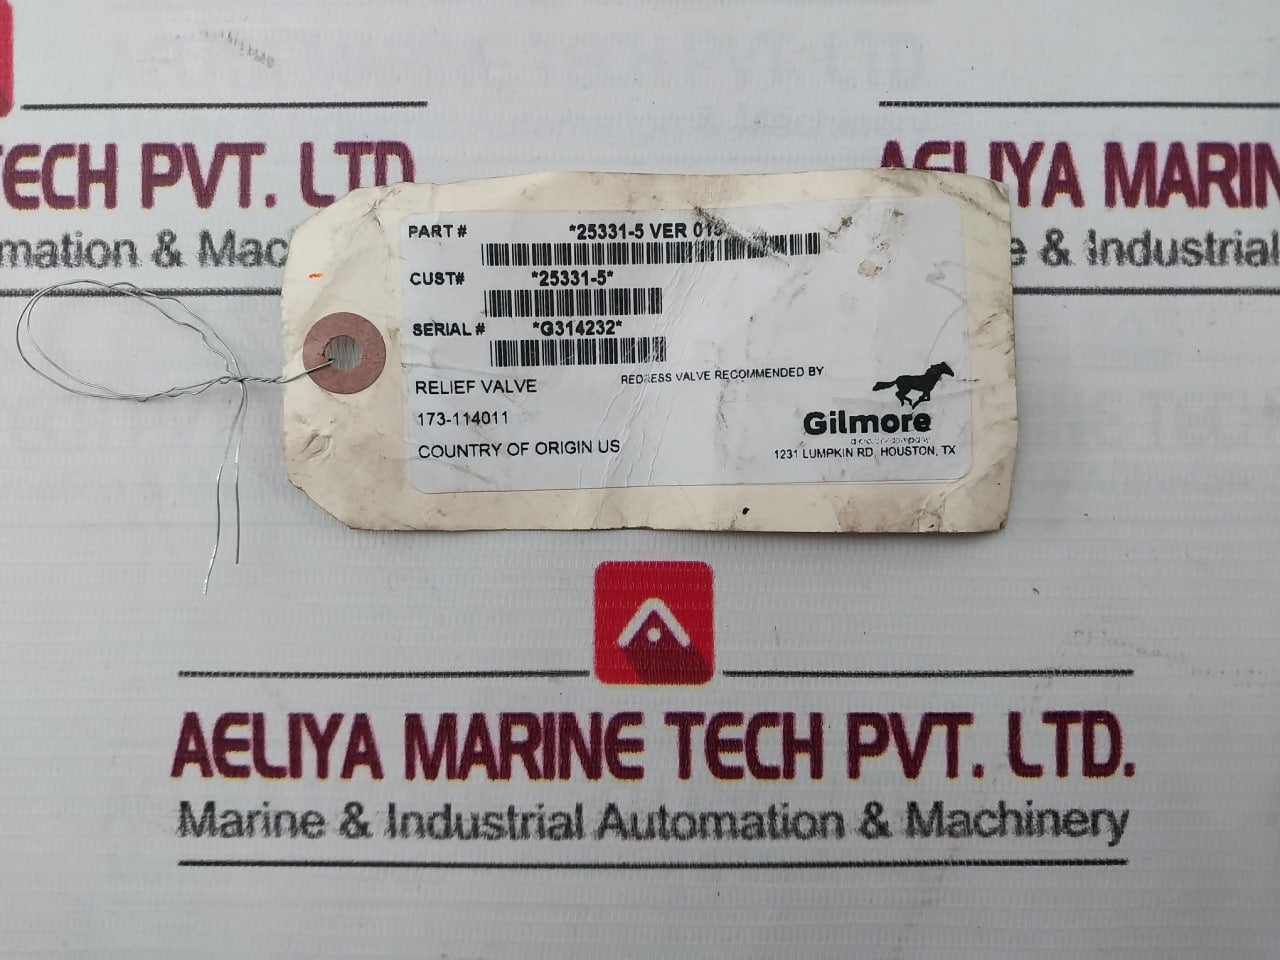 TECH PVT. LTD.
AELIYA MARIN
mation & Mac
e & Industrial
PART # *25331-5 VER
CUST# *25331-5*
SERIAL # *G314232*
RELIEF VALVE
REDRESS VALVE RECOMMENDED BY
173-114011
Gilmore
COUNTRY OF ORIGIN US
1231 LUMPKIN RD, HOUSTON, TX
AELIYA MARINE TECH PVT. LTD.
Marine & Industrial Automation & Machinery